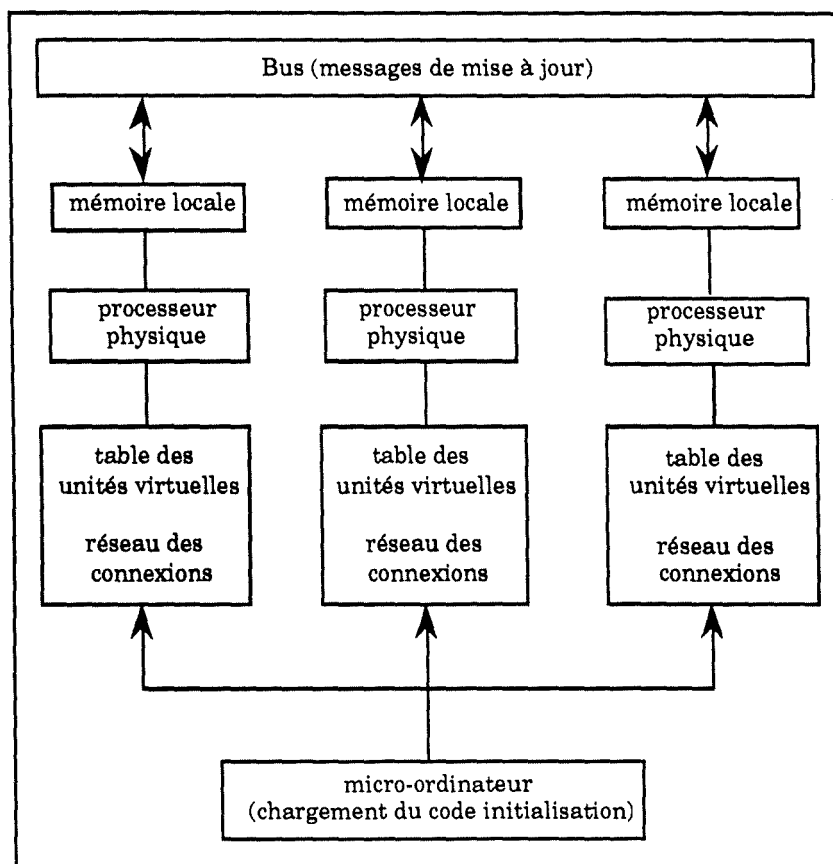 Bus (messages de mise à jour)
mémoire locale
mémoire locale
mémoire locale
processeur
physique
processeur
physique
processeur
physique
table des
unités virtuelles
réseau des
connexions
table des
unités virtuelles
réseau des
connexions
table des
unités virtuelles
réseau des
connexions
micro-ordinateur
(chargement du code initialisation)